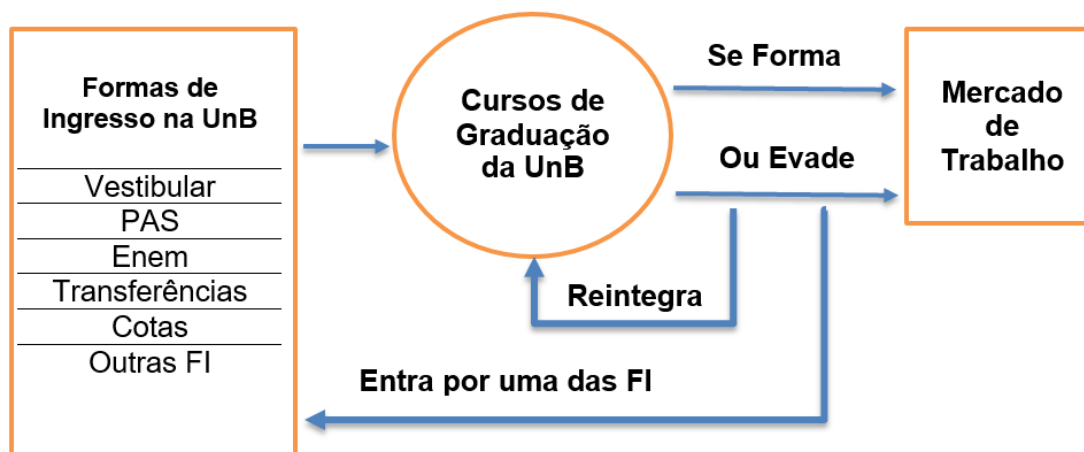 Formas de
Ingresso na UnB
Vestibular
PAS
Enem
Transferências
Cotas
Outras FI
Cursos de
Graduação
da UnB
Se Forma
Ou Evade
Mercado
de
Trabalho
Reintegra
Entra por uma das FI